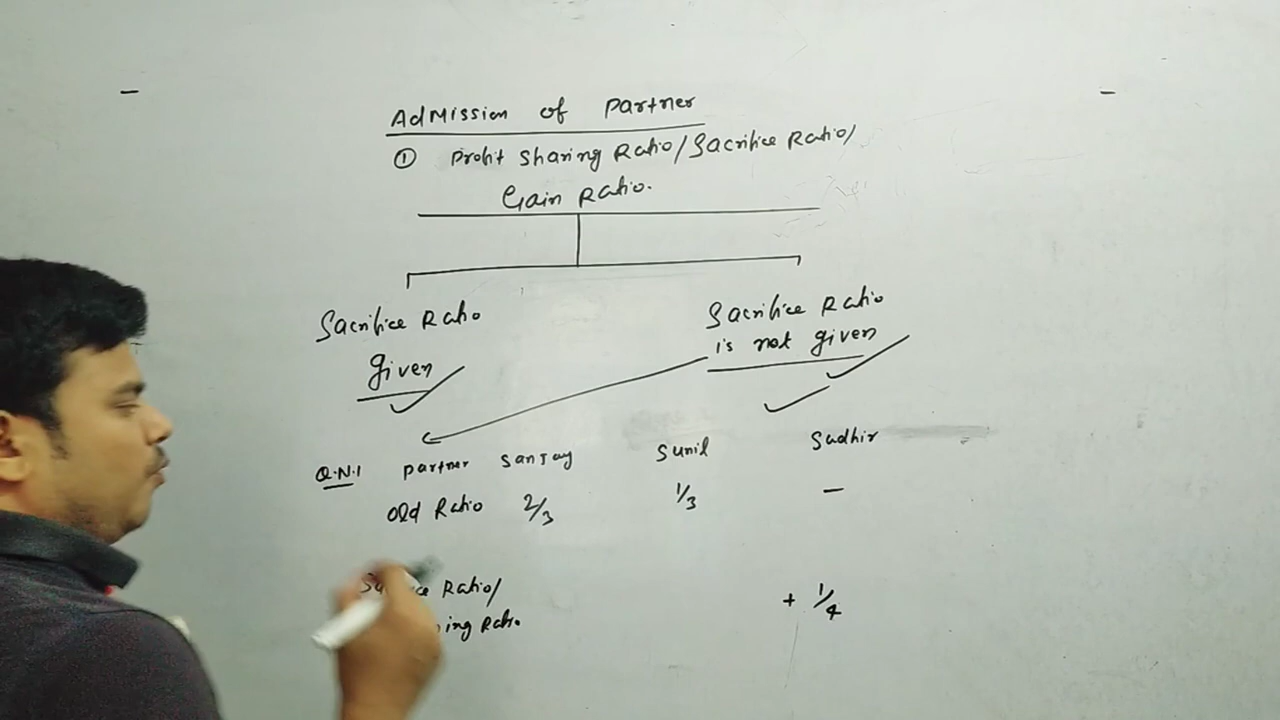 Admission of Partner
① Profit Sharing Ratio/Sacrifice Ratio/
Gain Ratio.
Sacrifice Ratio
given
Sacrifice Ratio
is not given
Q.N.1 Partner Sanjay Sunil Sudhir
Old Ratio 2/3 1/3 -
Ratio/ + 1/4
Ratio